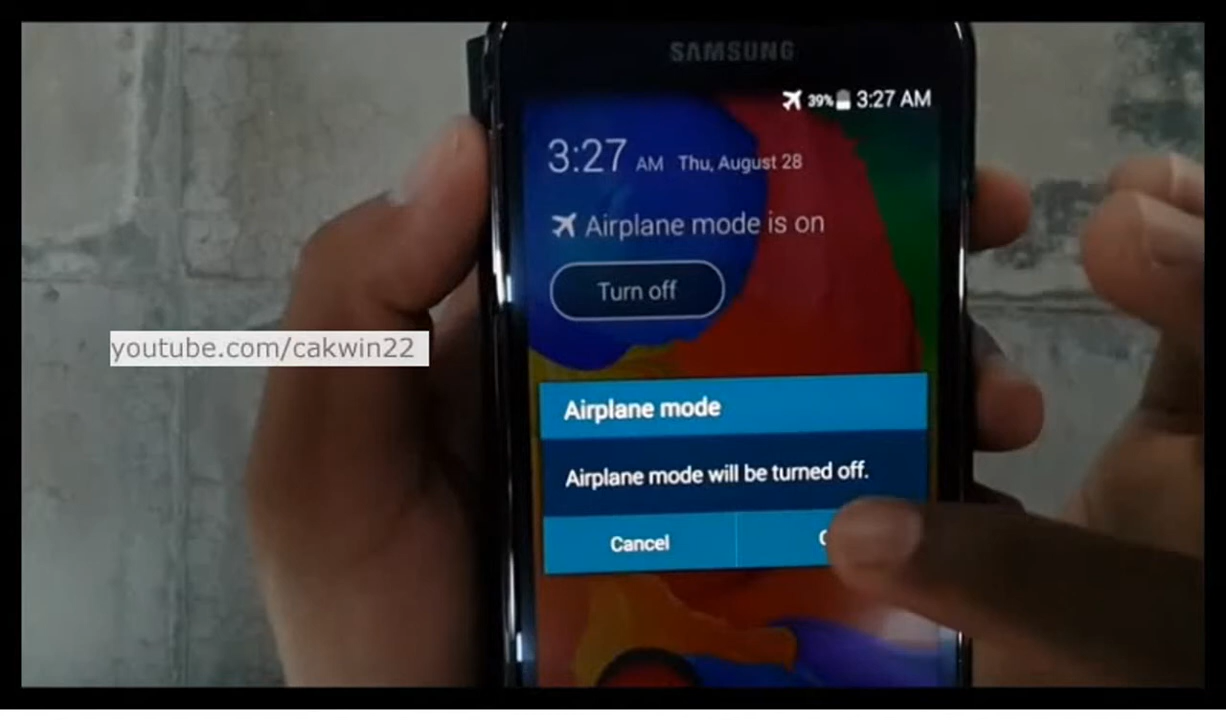 SAMSUNG
39% 3:27 AM
3:27 AM Thu, August 28
Airplane mode is on
Turn off
youtube.com/cakwin22
Airplane mode
Airplane mode will be turned off.
Cancel